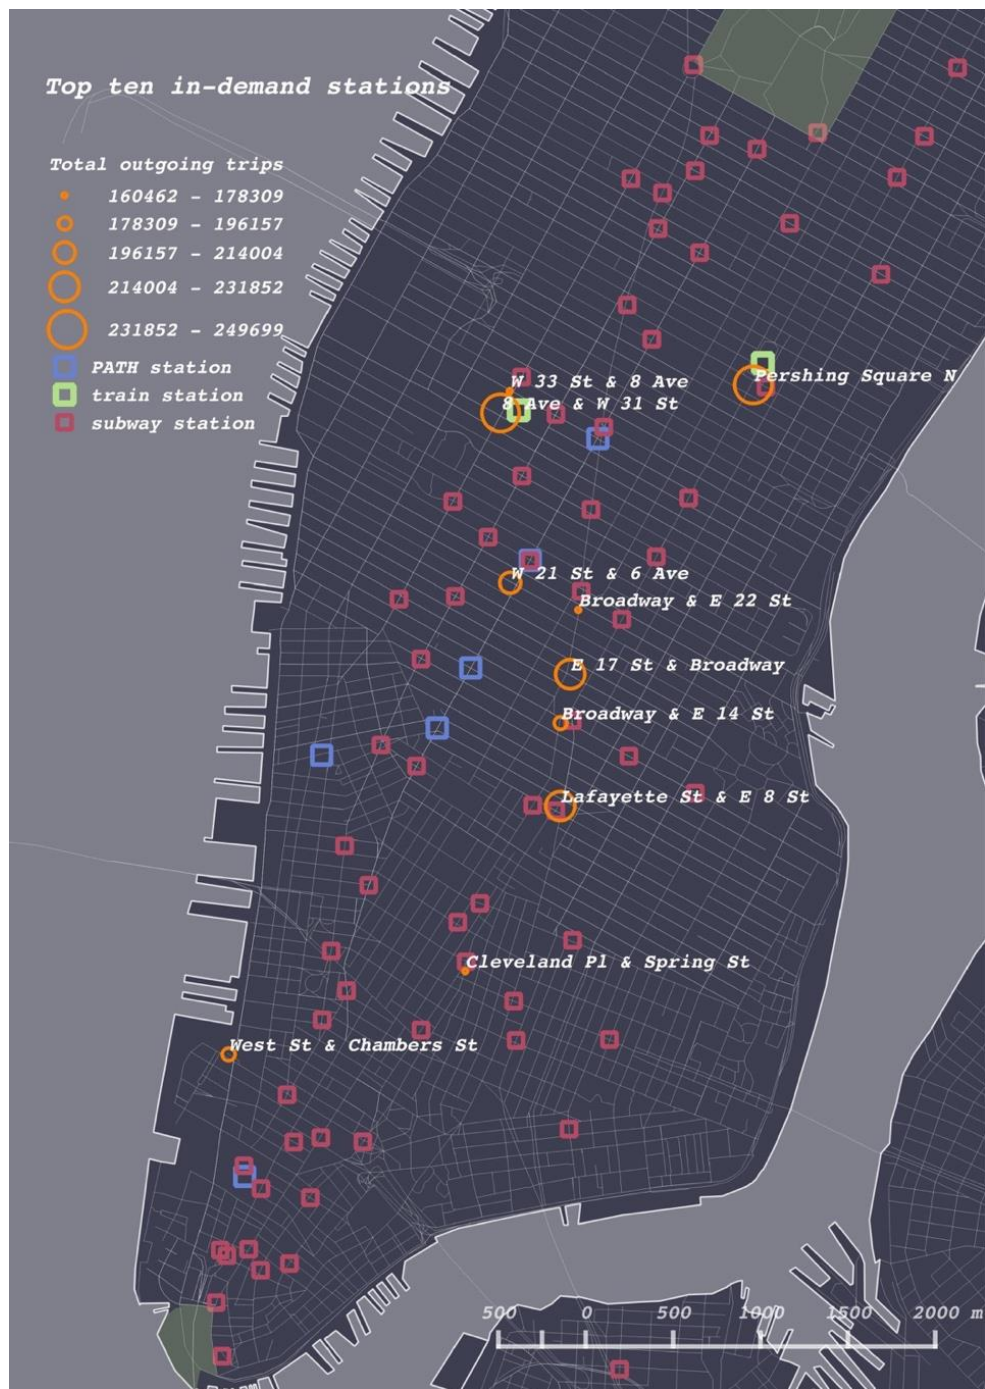 Top ten in-demand stations
Total outgoing trips
160462 - 178309
178309 - 196157
196157 - 214004
214004 - 231852
231852 - 249699
PATH station
train station
subway station
Pershing Square N
W 33 St & 8 Ave
8 Ave & W 31 St
W 21 St & 6 Ave
Broadway & E 22 St
E 17 St & Broadway
Broadway & E 14 St
Lafayette St & E 8 St
Cleveland Pl & Spring St
West St & Chambers St
500 0 500 1000 1500 2000 m